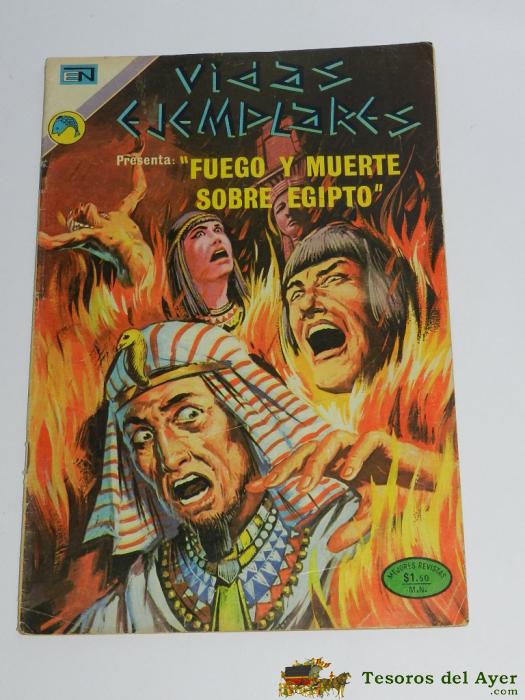 EN
Vidas
EJEMPLARES
Presenta: "FUEGO Y MUERTE
SOBRE EGIPTO"
MEJORES REVISTAS
$1.50
M.N.
Tesoros del Ayer
.com